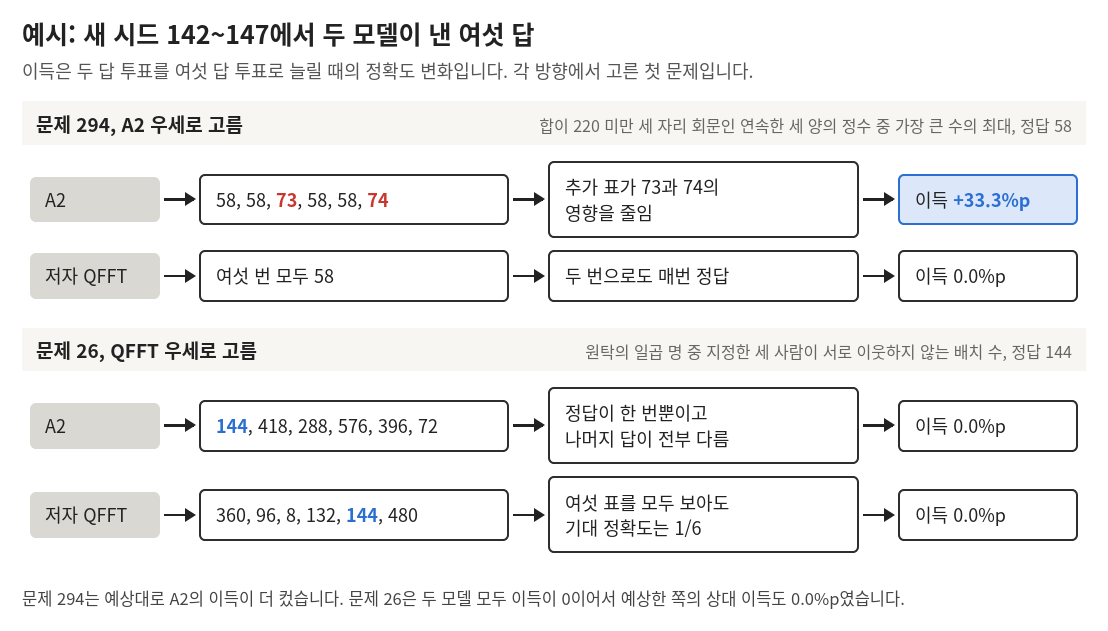 예시: 새 시드 142~147에서 두 모델이 낸 여섯 답
이득은 두 답 투표를 여섯 답 투표로 늘릴 때의 정확도 변화입니다. 각 방향에서 고른 첫 문제입니다.
문제 294, A2 우세로 고름
합이 220 미만 세 자리 회문인 연속한 세 양의 정수 중 가장 큰 수의 최대, 정답 58
A2
58, 58, 73, 58, 58, 74
추가 표가 73과 74의
영향을 줄임
이득 +33.3%p
저자 QFFT
여섯 번 모두 58
두 번으로도 매번 정답
이득 0.0%p
문제 26, QFFT 우세로 고름
원탁의 일곱 명 중 지정한 세 사람이 서로 이웃하지 않는 배치 수, 정답 144
A2
144, 418, 288, 576, 396, 72
정답이 한 번뿐이고
나머지 답이 전부 다름
이득 0.0%p
저자 QFFT
360, 96, 8, 132, 144, 480
여섯 표를 모두 보아도
기대 정확도는 1/6
이득 0.0%p
문제 294는 예상대로 A2의 이득이 더 컸습니다. 문제 26은 두 모델 모두 이득이 0이어서 예상한 쪽의 상대 이득도 0.0%p였습니다.